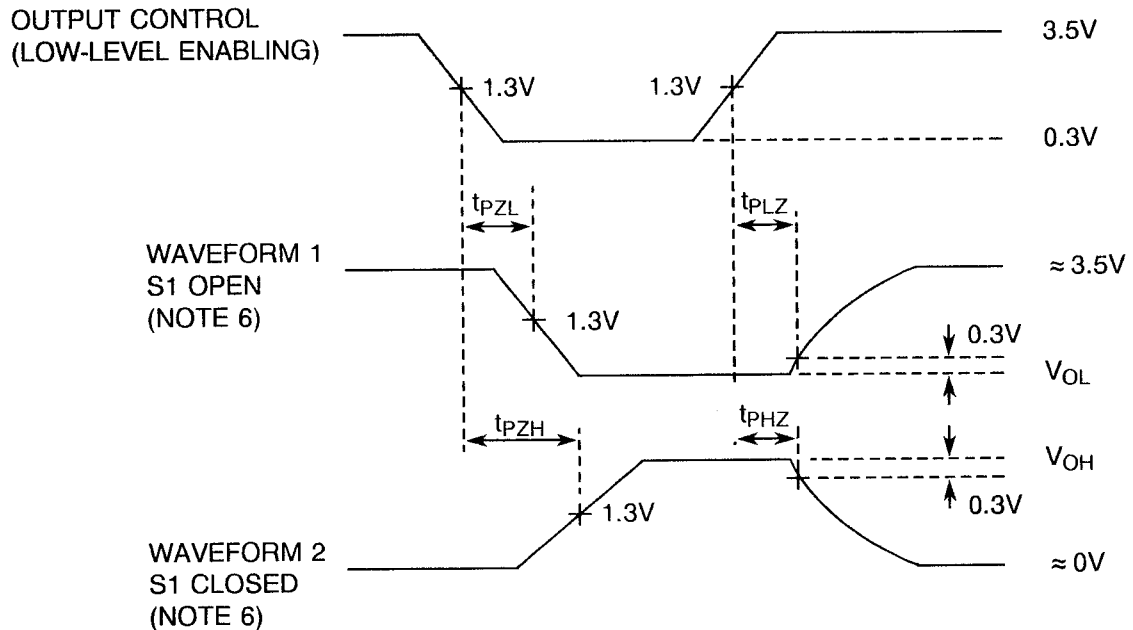 OUTPUT CONTROL
(LOW-LEVEL ENABLING)
3.5V
1.3V
1.3V
0.3V
tPZL
tPLZ
WAVEFORM 1
S1 OPEN
(NOTE 6)
≈ 3.5V
1.3V
0.3V
VOL
tPZH
tPHZ
VOH
1.3V
0.3V
WAVEFORM 2
S1 CLOSED
(NOTE 6)
≈ 0V